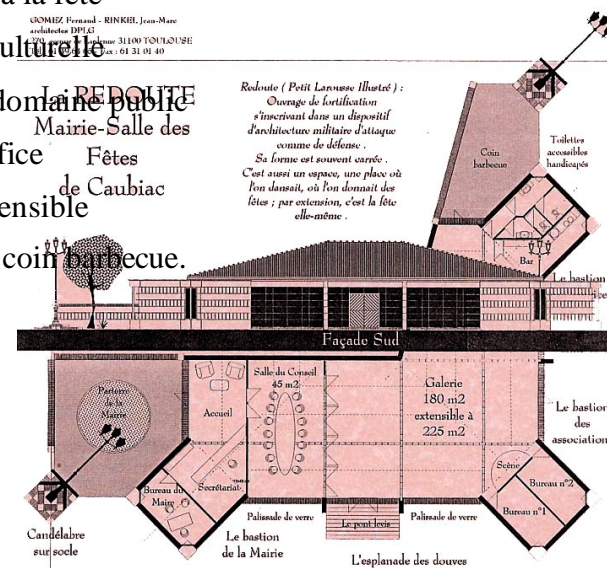 à la fête
GOMEZ Fernand - RINKEL Jean-Marc
architectes DPLG
31400 TOULOUSE
61 31 01 40
culturelle
domaine public
La REDOUTE
Mairie-Salle des
Fêtes
de Caubiac
fice
ensible
coin barbecue.
Redoute ( Petit Larousse Illustré ) :
Ouvrage de fortification
s'inscrivant dans un dispositif
d'architecture militaire d'attaque
comme de défense .
Sa forme est souvent carrée .
C'est aussi un espace, une place où
l'on dansait, où l'on donnait des
fêtes ; par extension, c'est la fête
elle-même .
Coin
barbecue
Toilettes
accessibles
handicapés
Bar
Le bastion
Façade Sud
Parterre
de la
Mairie
Accueil
Salle du Conseil
45 m2
Galerie
180 m2
extensible à
225 m2
Le bastion
des
associations
Scène
Bureau n°2
Bureau n°1
Bureau du
Maire
Secrétariat
Candélabre
sur socle
Le bastion
de la Mairie
Palissade de verre
Le pont-levis
Palissade de verre
L'esplanade des douves